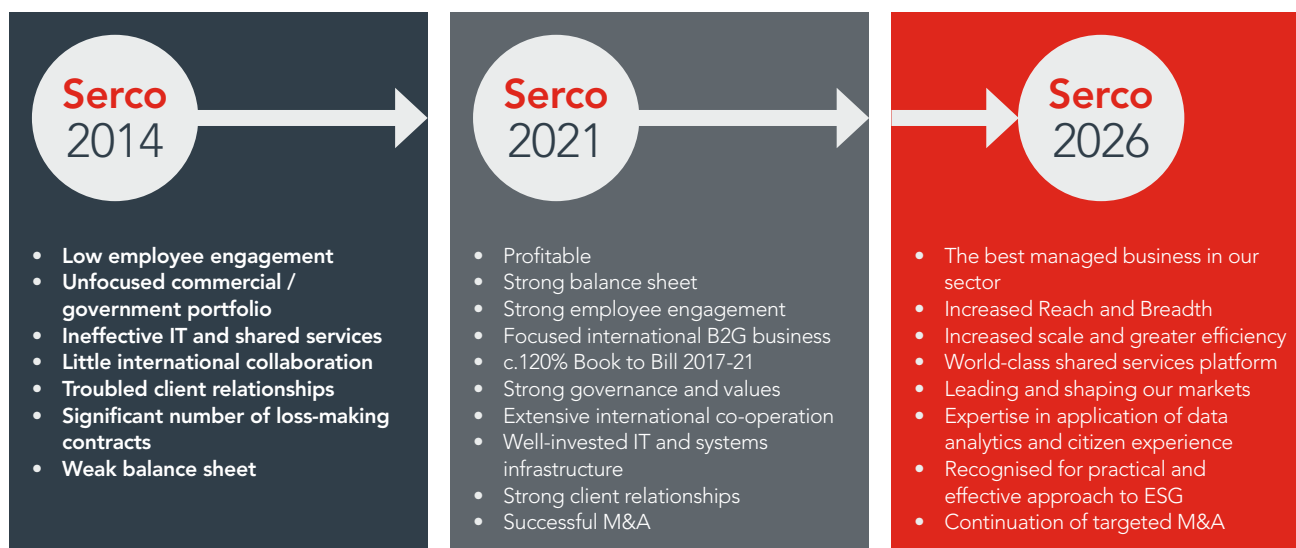 Serco
2014
• Low employee engagement
• Unfocused commercial /
government portfolio
• Ineffective IT and shared services
• Little international collaboration
• Troubled client relationships
• Significant number of loss-making
contracts
• Weak balance sheet
Serco
2021
• Profitable
• Strong balance sheet
• Strong employee engagement
• Focused international B2G business
• c.120% Book to Bill 2017-21
• Strong governance and values
• Extensive international co-operation
• Well-invested IT and systems
infrastructure
• Strong client relationships
• Successful M&A
Serco
2026
• The best managed business in our
sector
• Increased Reach and Breadth
• Increased scale and greater efficiency
• World-class shared services platform
• Leading and shaping our markets
• Expertise in application of data
analytics and citizen experience
• Recognised for practical and
effective approach to ESG
• Continuation of targeted M&A